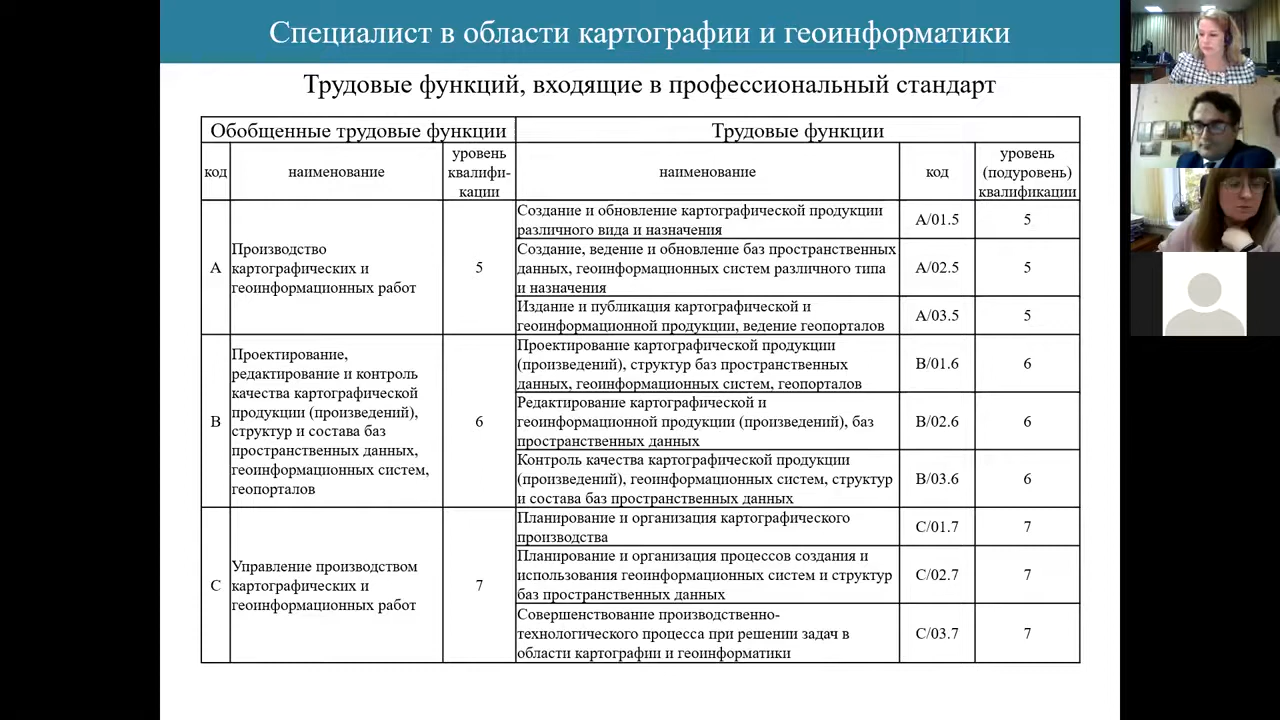 Специалист в области картографии и геоинформатики
Трудовые функций, входящие в профессиональный стандарт
Обобщенные трудовые функции
Трудовые функции
код
наименование
уровень
квалифи-
кации
наименование
код
уровень
(подуровень)
квалификации
A
Производство
картографических и
геоинформационных работ
5
Создание и обновление картографической продукции
различного вида и назначения
A/01.5
5
Создание, ведение и обновление баз пространственных
данных, геоинформационных систем различного типа
и назначения
A/02.5
5
Издание и публикация картографической и
геоинформационной продукции, ведение геопорталов
A/03.5
5
B
Проектирование,
редактирование и контроль
качества картографической
продукции (произведений),
структур и состава баз
пространственных данных,
геоинформационных систем,
геопорталов
6
Проектирование картографической продукции
(произведений), структур баз пространственных
данных, геоинформационных систем, геопорталов
B/01.6
6
Редактирование картографической и
геоинформационной продукции (произведений), баз
пространственных данных
B/02.6
6
Контроль качества картографической продукции
(произведений), геоинформационных систем, структур
и состава баз пространственных данных
B/03.6
6
C
Управление производством
картографических и
геоинформационных работ
7
Планирование и организация картографического
производства
C/01.7
7
Планирование и организация процессов создания и
использования геоинформационных систем и структур
баз пространственных данных
C/02.7
7
Совершенствование производственно-
технологического процесса при решении задач в
области картографии и геоинформатики
C/03.7
7